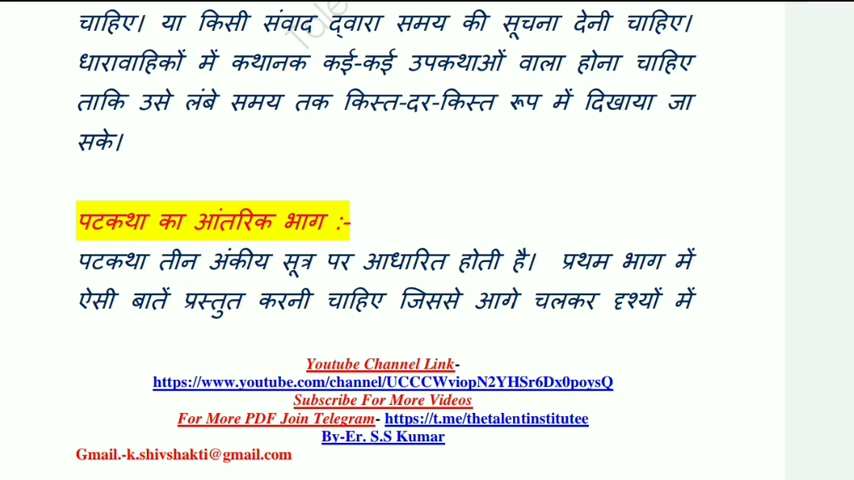 चाहिए। या किसी संवाद द्वारा समय की सूचना देनी चाहिए।
धारावाहिकों में कथानक कई-कई उपकथाओं वाला होना चाहिए
ताकि उसे लंबे समय तक किस्त-दर-किस्त रूप में दिखाया जा
सके।
पटकथा का आंतरिक भाग :-
पटकथा तीन अंकीय सूत्र पर आधारित होती है। प्रथम भाग में
ऐसी बातें प्रस्तुत करनी चाहिए जिससे आगे चलकर दृश्यों में
Youtube Channel Link-
https://www.youtube.com/channel/UCCCWviopN2YHSr6Dx0poysQ
Subscribe For More Videos
For More PDF Join Telegram- https://t.me/thetalentinstitutee
By-Er. S.S Kumar
Gmail.-k.shivshakti@gmail.com